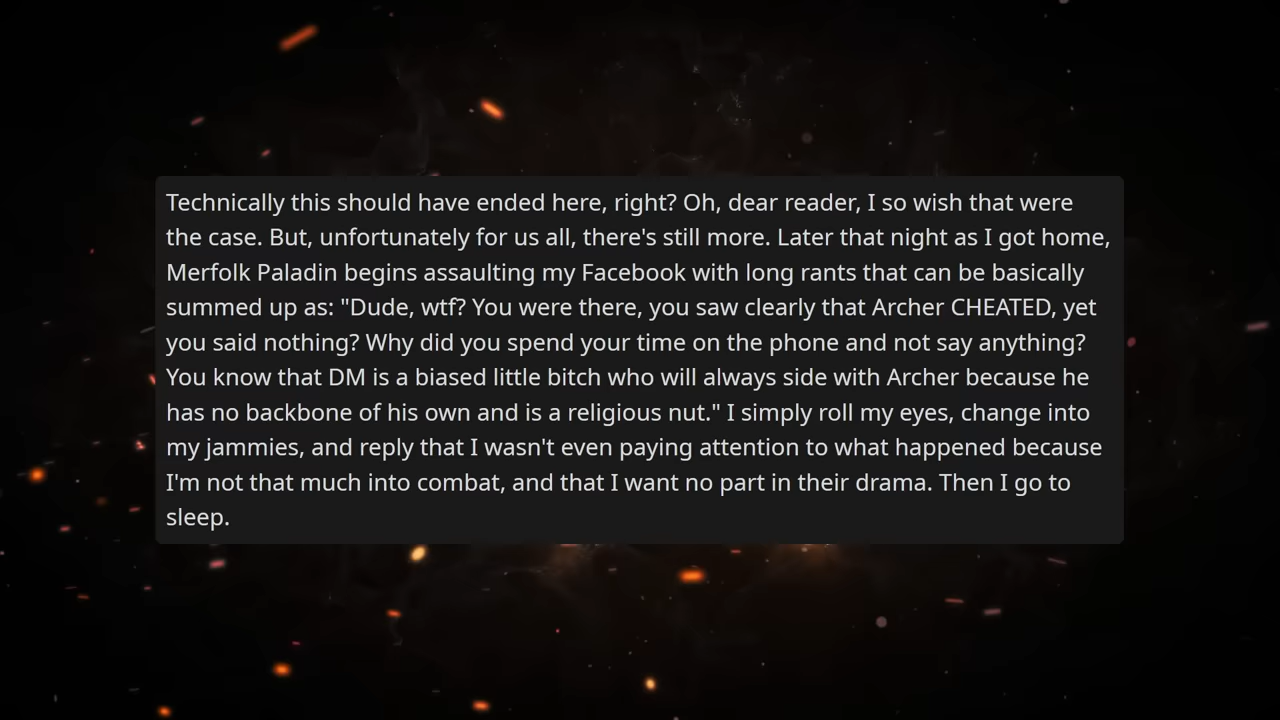 Technically this should have ended here, right? Oh, dear reader, I so wish that were
the case. But, unfortunately for us all, there's still more. Later that night as I got home,
Merfolk Paladin begins assaulting my Facebook with long rants that can be basically
summed up as: "Dude, wtf? You were there, you saw clearly that Archer CHEATED, yet
you said nothing? Why did you spend your time on the phone and not say anything?
You know that DM is a biased little bitch who will always side with Archer because he
has no backbone of his own and is a religious nut." I simply roll my eyes, change into
my jammies, and reply that I wasn't even paying attention to what happened because
I'm not that much into combat, and that I want no part in their drama. Then I go to
sleep.